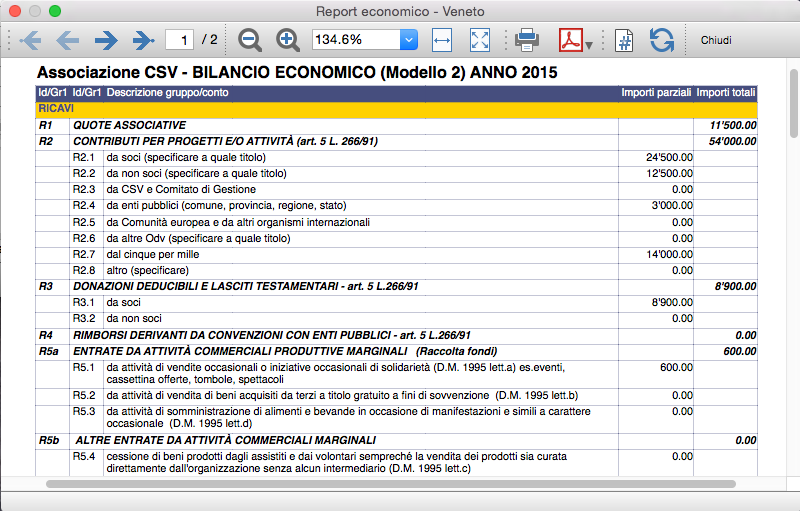 Report economico - Veneto
1 / 2 134.6% Chiudi
Associazione CSV - BILANCIO ECONOMICO (Modello 2) ANNO 2015
Id/Gr1 Id/Gr1 Descrizione gruppo/conto Importi parziali Importi totali
RICAVI
R1 QUOTE ASSOCIATIVE 11'500.00
R2 CONTRIBUTI PER PROGETTI E/O ATTIVITÀ (art. 5 L. 266/91) 54'000.00
R2.1 da soci (specificare a quale titolo) 24'500.00
R2.2 da non soci (specificare a quale titolo) 12'500.00
R2.3 da CSV e Comitato di Gestione 0.00
R2.4 da enti pubblici (comune, provincia, regione, stato) 3'000.00
R2.5 da Comunità europea e da altri organismi internazionali 0.00
R2.6 da altre Odv (specificare a quale titolo) 0.00
R2.7 dal cinque per mille 14'000.00
R2.8 altro (specificare) 0.00
R3 DONAZIONI DEDUCIBILI E LASCITI TESTAMENTARI - art. 5 L.266/91 8'900.00
R3.1 da soci 8'900.00
R3.2 da non soci 0.00
R4 RIMBORSI DERIVANTI DA CONVENZIONI CON ENTI PUBBLICI - art. 5 L.266/91 0.00
R5a ENTRATE DA ATTIVITÀ COMMERCIALI PRODUTTIVE MARGINALI (Raccolta fondi) 600.00
R5.1 da attività di vendite occasionali o iniziative occasionali di solidarietà (D.M. 1995 lett.a) es.eventi, 600.00
cassettina offerte, tombole, spettacoli
R5.2 da attività di vendita di beni acquisiti da terzi a titolo gratuito a fini di sovvenzione (D.M. 1995 lett.b) 0.00
R5.3 da attività di somministrazione di alimenti e bevande in occasione di manifestazioni e simili a carattere 0.00
occasionale (D.M. 1995 lett.d)
R5b ALTRE ENTRATE DA ATTIVITÀ COMMERCIALI MARGINALI 0.00
R5.4 cessione di beni prodotti dagli assistiti e dai volontari sempreché la vendita dei prodotti sia curata 0.00
direttamente dall'organizzazione senza alcun intermediario (D.M. 1995 lett.c)